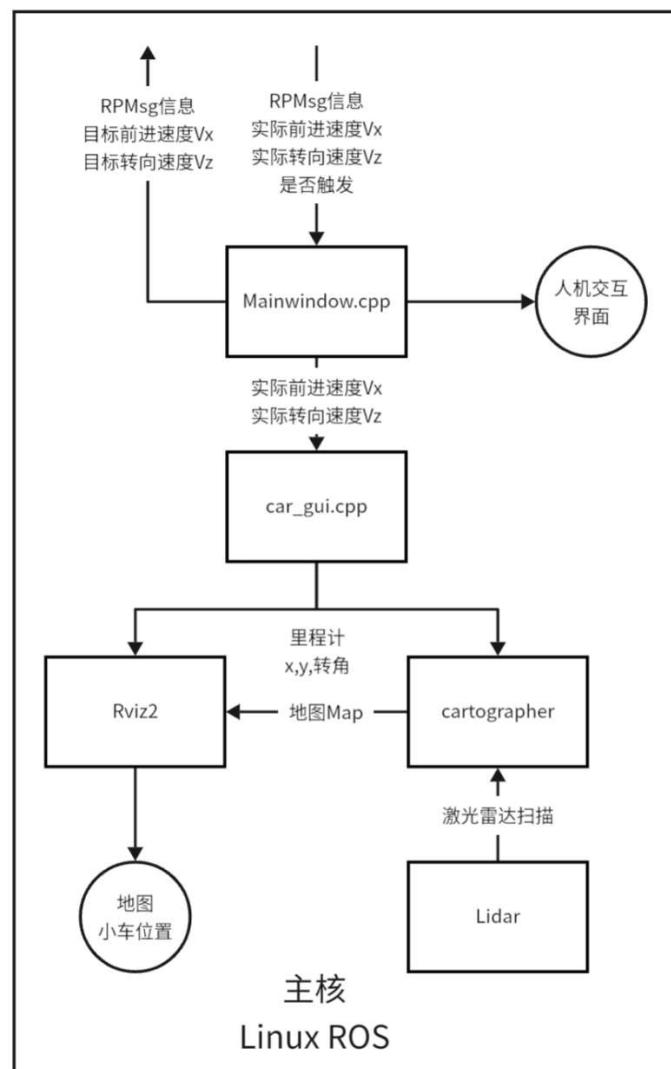 RPMsg信息
目标前进速度Vx
目标转向速度Vz
RPMsg信息
实际前进速度Vx
实际转向速度Vz
是否触发
Mainwindow.cpp
人机交互
界面
实际前进速度Vx
实际转向速度Vz
car_gui.cpp
里程计
x,y,转角
Rviz2
地图Map
cartographer
激光雷达扫描
地图
小车位置
Lidar
主核
Linux ROS